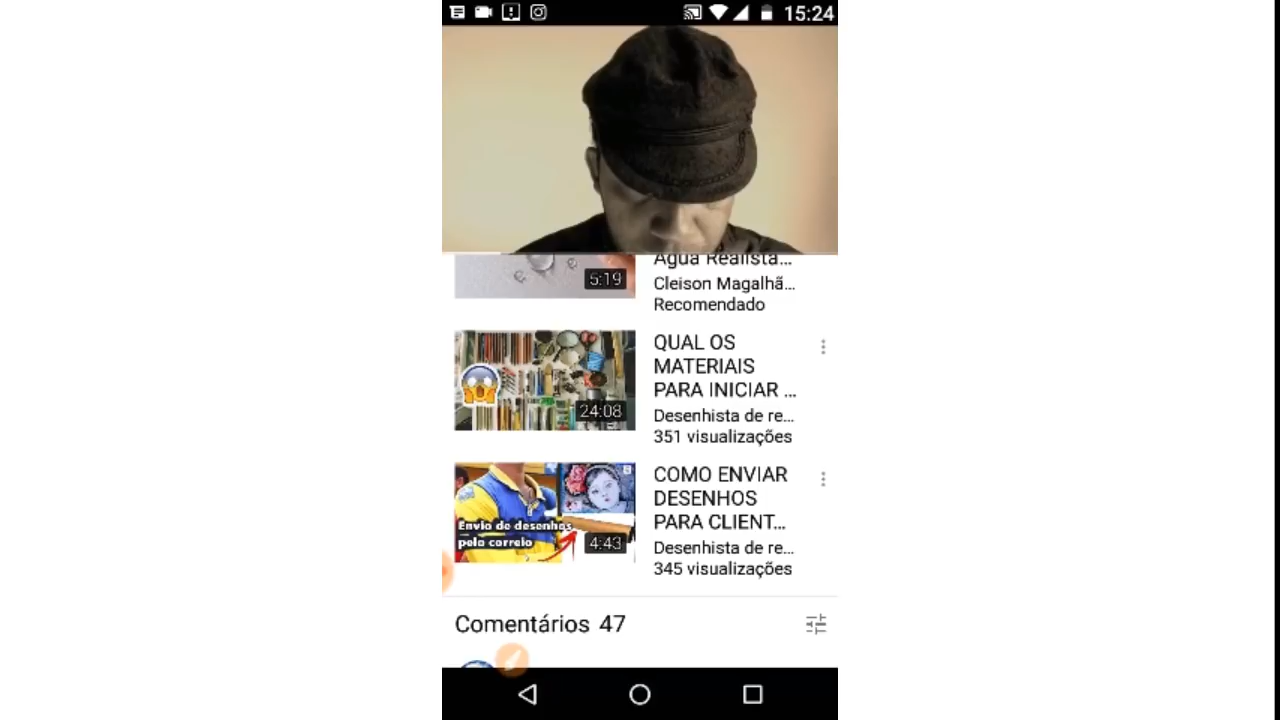 15:24
Água Realista...
5:19
Cleison Magalhã...
Recomendado
QUAL OS
MATERIAIS
PARA INICIAR ...
24:08
Desenhista de re...
351 visualizações
COMO ENVIAR
DESENHOS
PARA CLIENT...
Envio de desenhos
pelo correio
4:43
Desenhista de re...
345 visualizações
Comentários 47